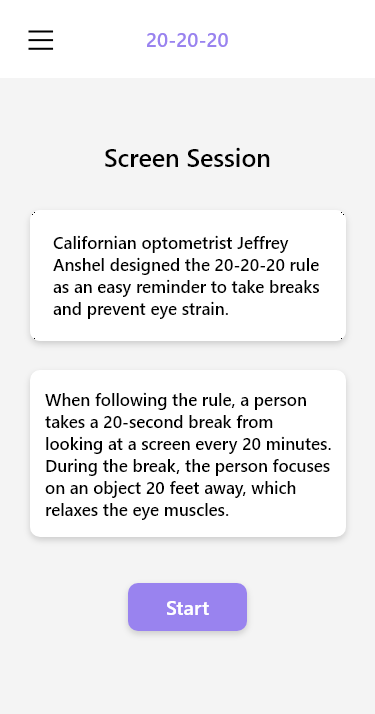 20-20-20
Screen Session
Californian optometrist Jeffrey
Anshel designed the 20-20-20 rule
as an easy reminder to take breaks
and prevent eye strain.
When following the rule, a person
takes a 20-second break from
looking at a screen every 20 minutes.
During the break, the person focuses
on an object 20 feet away, which
relaxes the eye muscles.
Start